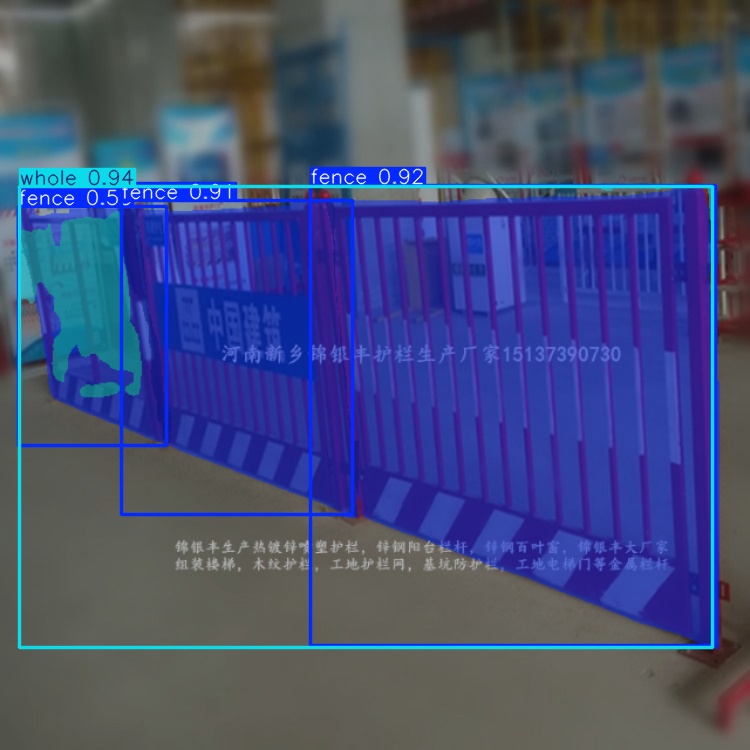 whole 0.94
fence 0.92
fence 0.91
fence 0.5
中国建筑
河南新乡锦银丰护栏生产厂家15137390730
锦银丰生产热镀锌喷塑护栏，锌钢阳台栏杆，锌钢百叶窗，锦银丰大厂家
组装楼梯，木纹护栏，工地护栏网，基坑防护栏，工地电梯门等金属栏杆